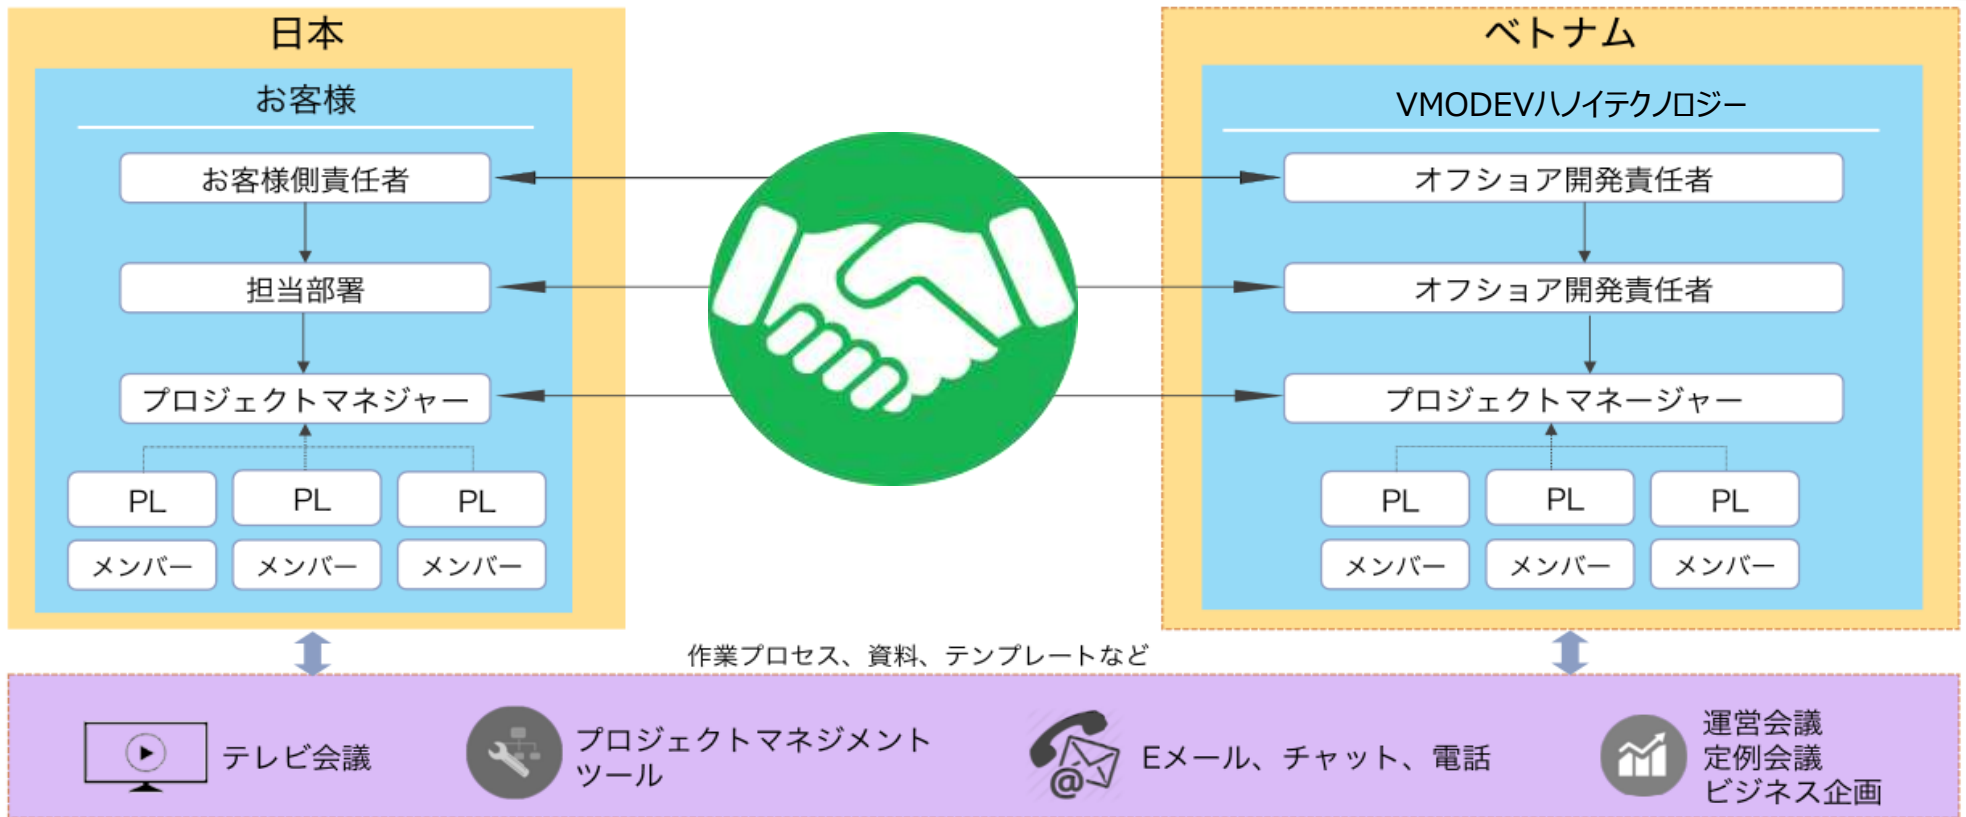 日本
お客様
お客様側責任者
担当部署
プロジェクトマネジャー
PL
PL
PL
メンバー
メンバー
メンバー
ベトナム
VMODEVハノイテクノロジー
オフショア開発責任者
オフショア開発責任者
プロジェクトマネージャー
PL
PL
PL
メンバー
メンバー
メンバー
作業プロセス、資料、テンプレートなど
テレビ会議
プロジェクトマネジメント
ツール
@
Eメール、チャット、電話
運営会議
定例会議
ビジネス企画